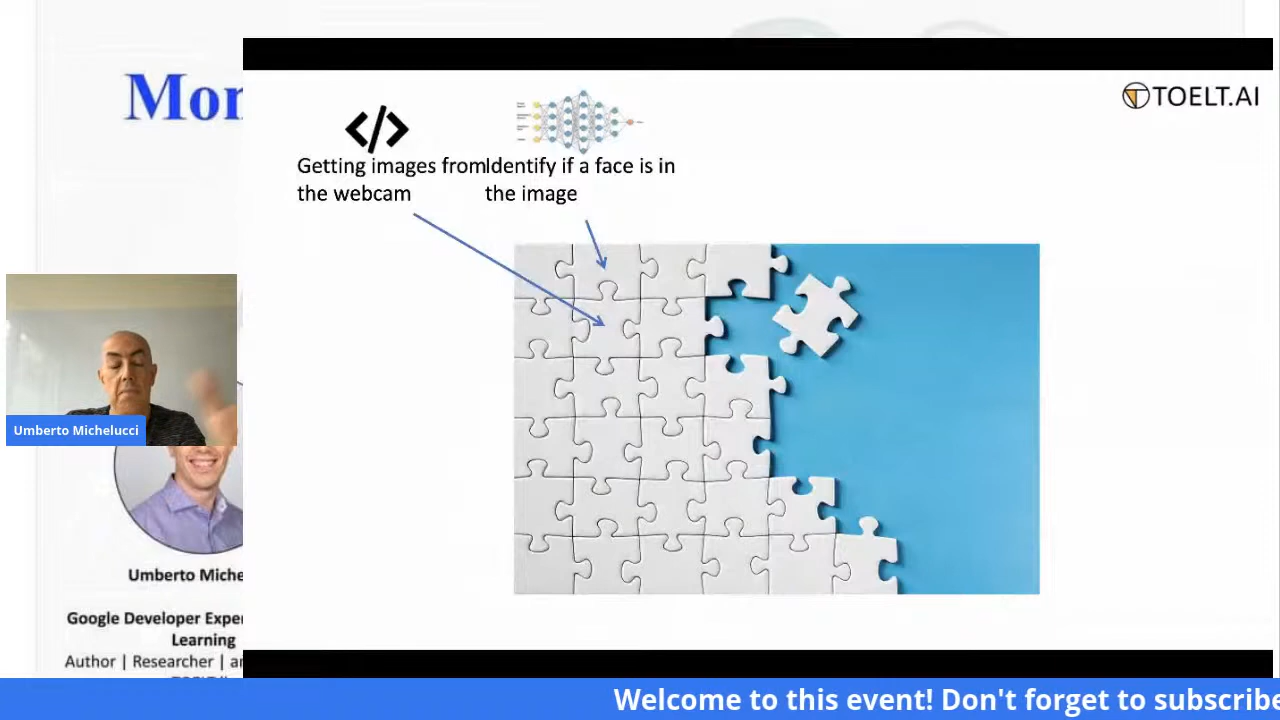 Mor
TOELT.AI
</>
Getting images from
the webcam
Identify if a face is in
the image
Umberto Michelucci
Umberto Miche
Google Developer Exper
Learning
Author | Researcher | ar
Welcome to this event! Don't forget to subscribe